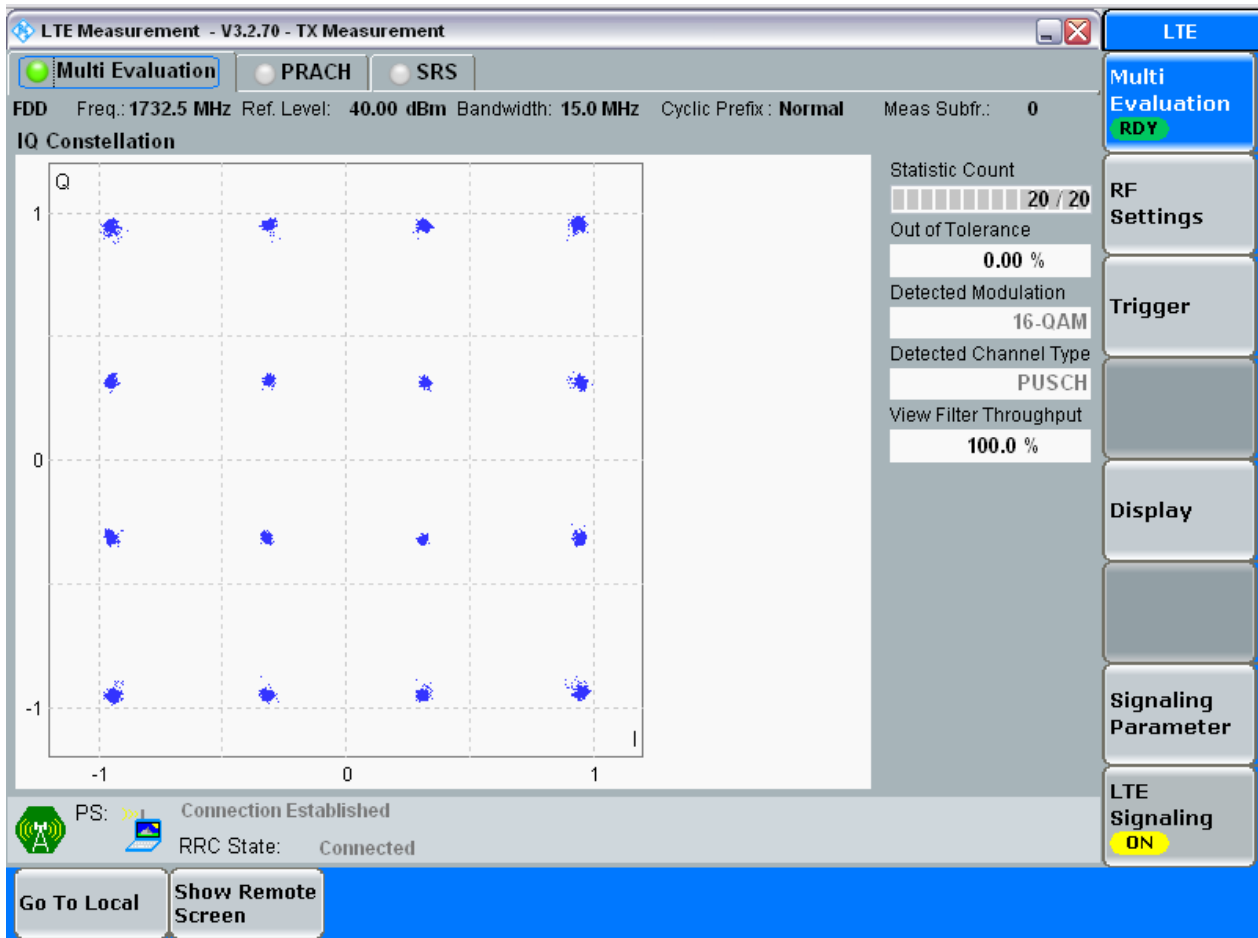 LTE Measurement - V3.2.70 - TX Measurement
LTE
Multi Evaluation PRACH SRS
FDD Freq.: 1732.5 MHz Ref. Level: 40.00 dBm Bandwidth: 15.0 MHz Cyclic Prefix : Normal Meas Subfr.: 0
IQ Constellation
Q
1
0
-1
I
-1 0 1
Statistic Count
20 / 20
Out of Tolerance
0.00 %
Detected Modulation
16-QAM
Detected Channel Type
PUSCH
View Filter Throughput
100.0 %
Multi
Evaluation
RDY
RF
Settings
Trigger
Display
Signaling
Parameter
LTE
Signaling
ON
PS: Connection Established
RRC State: Connected
Go To Local
Show Remote
Screen